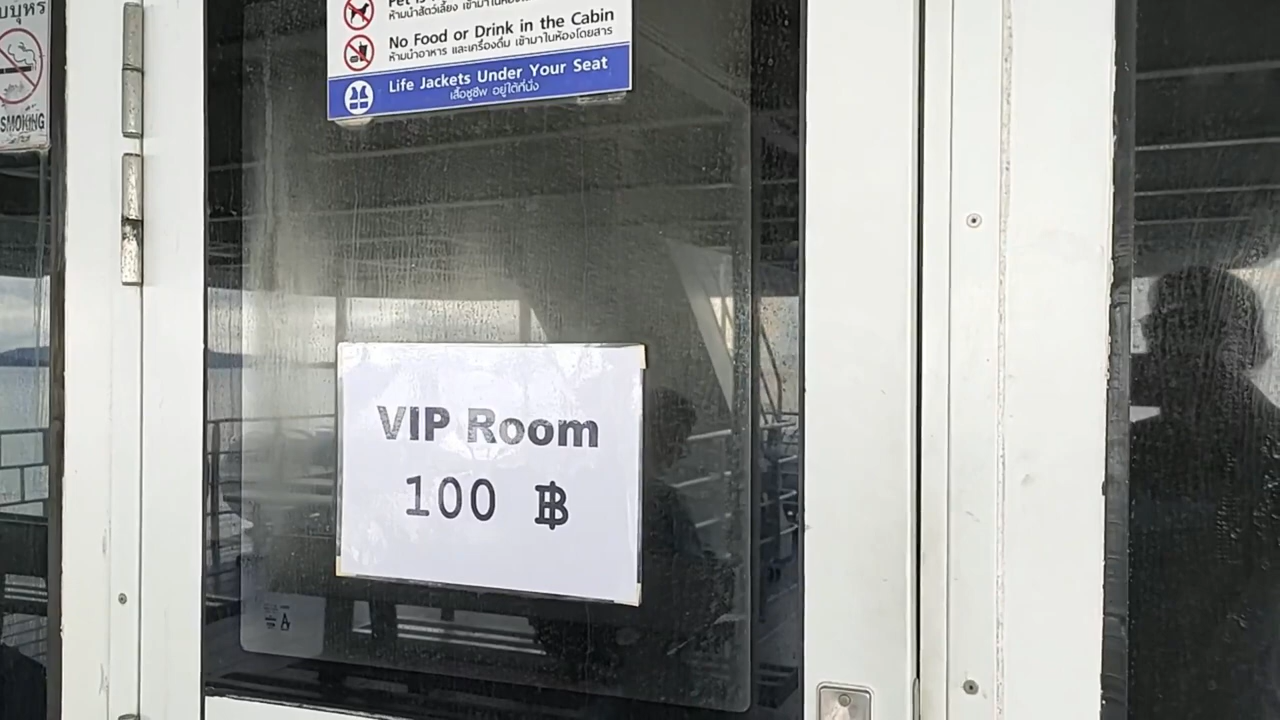 SMOKING
ห้ามนำสัตว์เลี้ยง เข้ามาใน
No Food or Drink in the Cabin
ห้ามนำอาหาร และเครื่องดื่ม เข้ามาในห้องโดยสาร
Life Jackets Under Your Seat
เสื้อชูชีพ อยู่ใต้ที่นั่ง
VIP Room
100 ฿